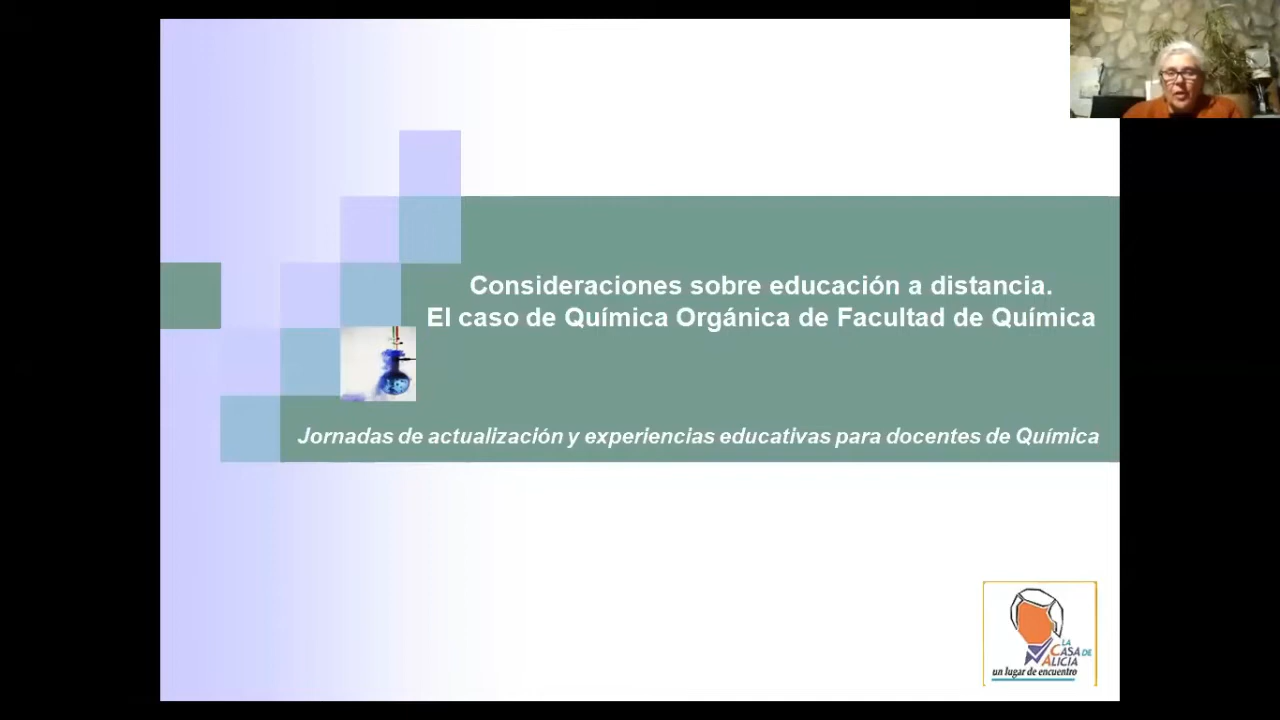 Consideraciones sobre educación a distancia.
El caso de Química Orgánica de Facultad de Química
Jornadas de actualización y experiencias educativas para docentes de Química
LA
CASA DE
ALICIA
un lugar de encuentro